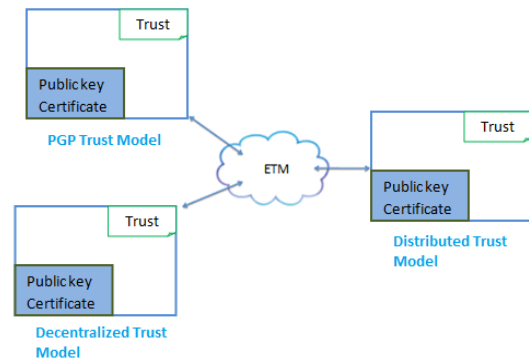 Trust
Publickey
Certificate
PGP Trust Model
ETM
Trust
Publickey
Certificate
Distributed Trust
Model
Trust
Publickey
Certificate
Decentralized Trust
Model